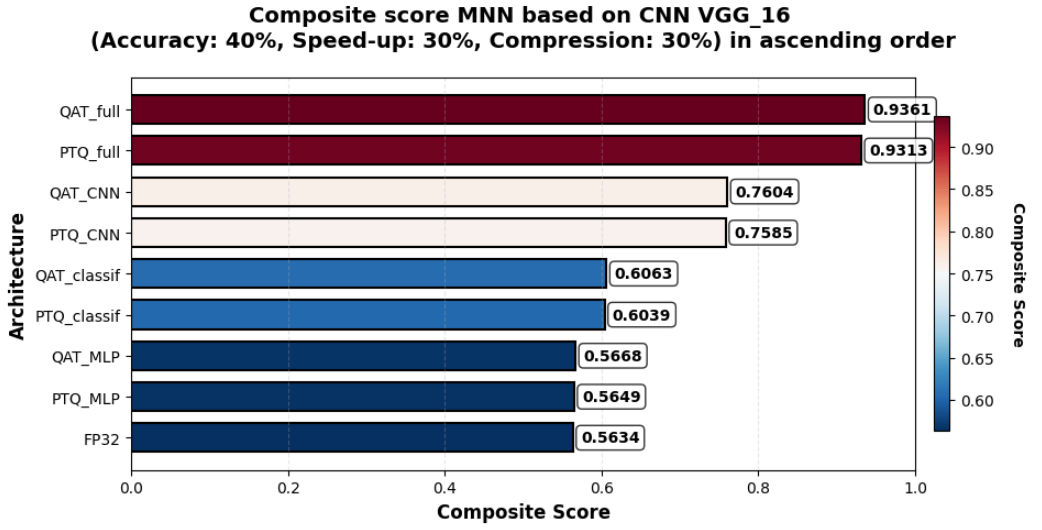 Composite score MNN based on CNN VGG_16
(Accuracy: 40%, Speed-up: 30%, Compression: 30%) in ascending order
Architecture
QAT_full 0.9361
PTQ_full 0.9313
QAT_CNN 0.7604
PTQ_CNN 0.7585
QAT_classif 0.6063
PTQ_classif 0.6039
QAT_MLP 0.5668
PTQ_MLP 0.5649
FP32 0.5634
0.0 0.2 0.4 0.6 0.8 1.0
Composite Score
0.90
0.85
0.80
0.75
0.70
0.65
0.60
Composite Score